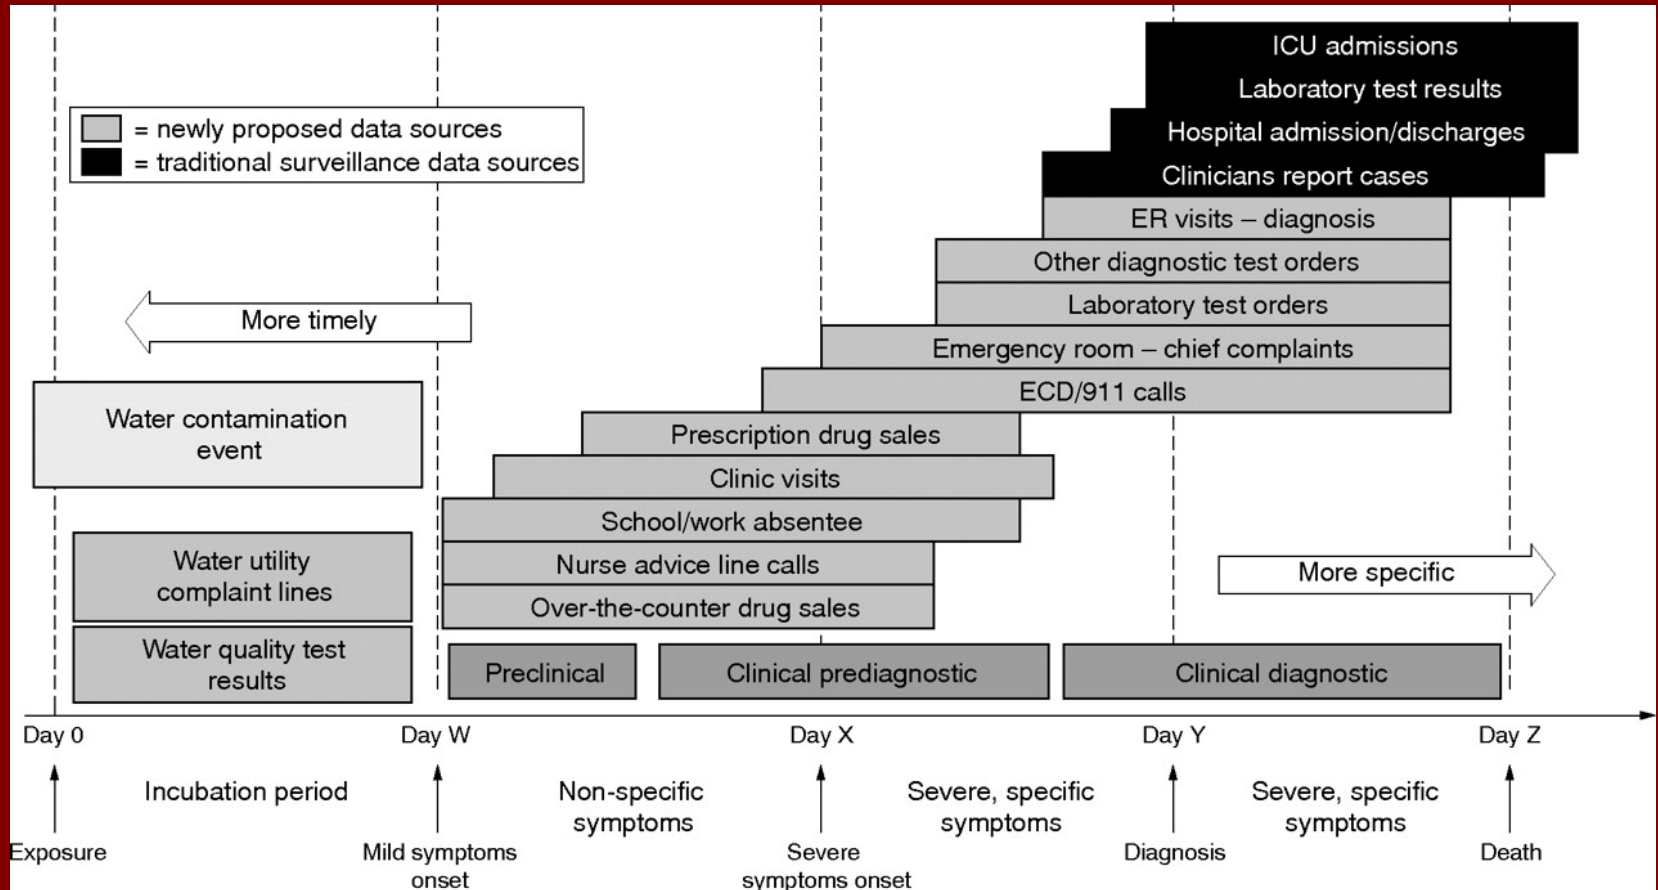 ICU admissions
Laboratory test results
Hospital admission/discharges
Clinicians report cases
= newly proposed data sources
= traditional surveillance data sources
ER visits – diagnosis
Other diagnostic test orders
Laboratory test orders
More timely
Emergency room – chief complaints
ECD/911 calls
Water contamination
event
Prescription drug sales
Clinic visits
School/work absentee
Water utility
complaint lines
Nurse advice line calls
More specific
Over-the-counter drug sales
Water quality test
results
Preclinical
Clinical prediagnostic
Clinical diagnostic
Day 0
Day W
Day X
Day Y
Day Z
Incubation period
Non-specific
symptoms
Severe, specific
symptoms
Severe, specific
symptoms
Exposure
Mild symptoms
onset
Severe
symptoms onset
Diagnosis
Death